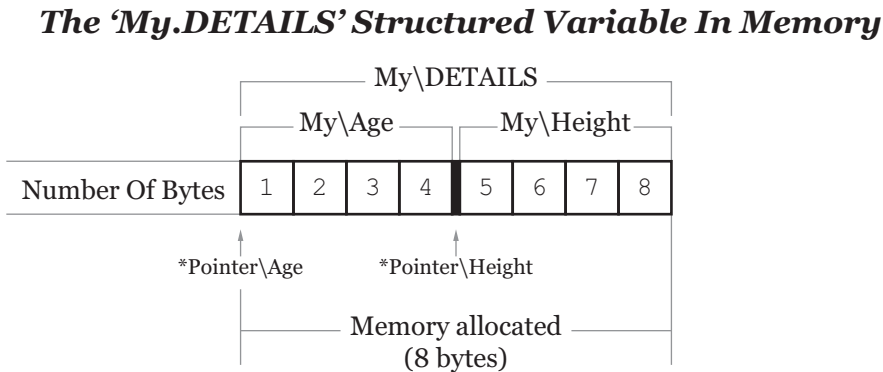 The ‘My.DETAILS’ Structured Variable In Memory
My\DETAILS
My\Age My\Height
Number Of Bytes 1 2 3 4 5 6 7 8
*Pointer\Age *Pointer\Height
Memory allocated
(8 bytes)